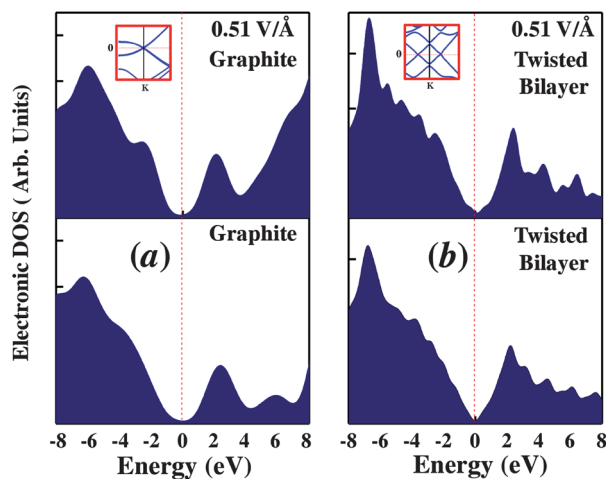 0
K
0.51 V/Å
Graphite
0
K
0.51 V/Å
Twisted
Bilayer
Electronic DOS ( Arb. Units)
Graphite
(a)
Twisted
Bilayer
(b)
-8 -6 -4 -2 0 2 4 6 8
-8 -6 -4 -2 0 2 4 6 8
Energy (eV)
Energy (eV)